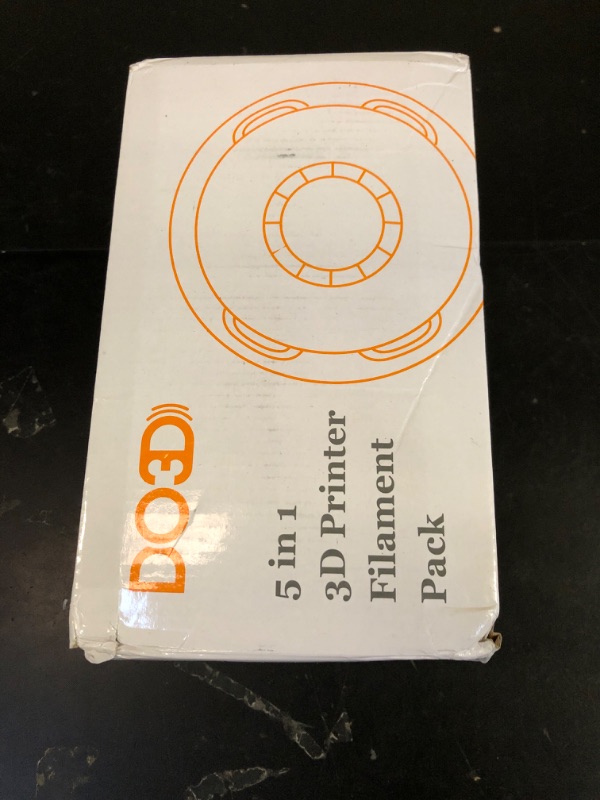 DO3D
5 in 1
3D Printer
Filament
Pack